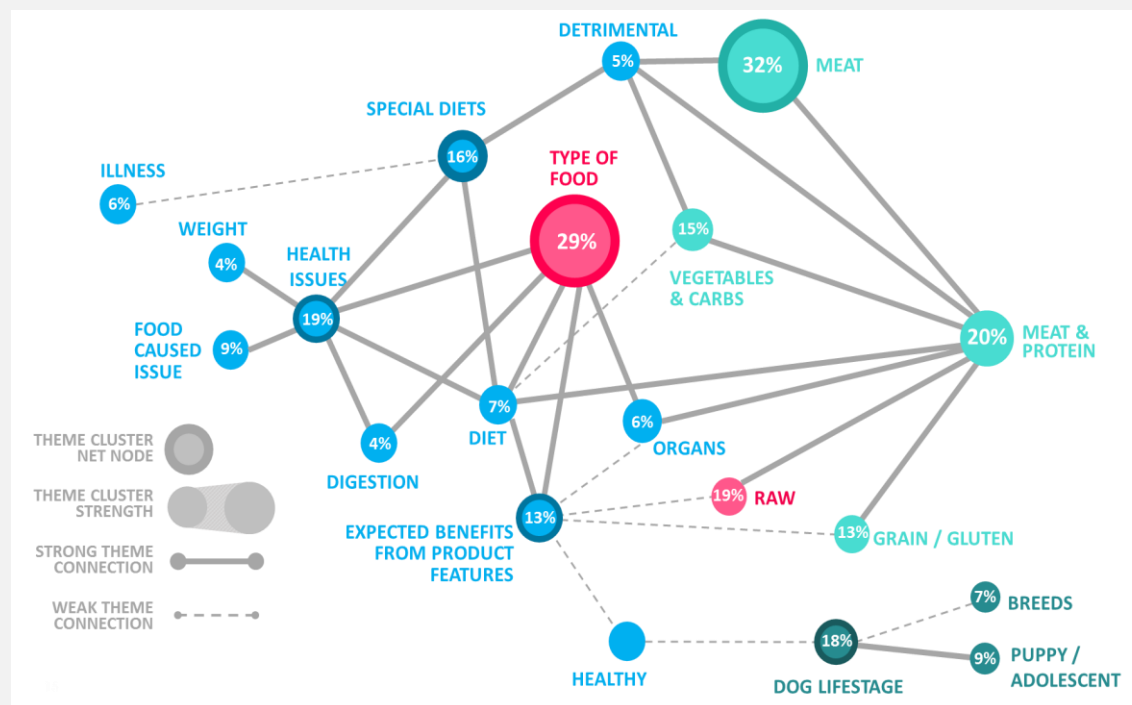 DETRIMENTAL
5%
32%
MEAT
SPECIAL DIETS
16%
TYPE OF
FOOD
29%
ILLNESS
6%
WEIGHT
4%
HEALTH
ISSUES
19%
15%
VEGETABLES
& CARBS
FOOD
CAUSED
ISSUE
9%
20%
MEAT &
PROTEIN
7%
DIET
6%
ORGANS
4%
DIGESTION
THEME CLUSTER
NET NODE
THEME CLUSTER
STRENGTH
STRONG THEME
CONNECTION
WEAK THEME
CONNECTION
19%
RAW
13%
EXPECTED BENEFITS
FROM PRODUCT
FEATURES
13%
GRAIN / GLUTEN
HEALTHY
18%
DOG LIFESTAGE
7%
BREEDS
9%
PUPPY /
ADOLESCENT